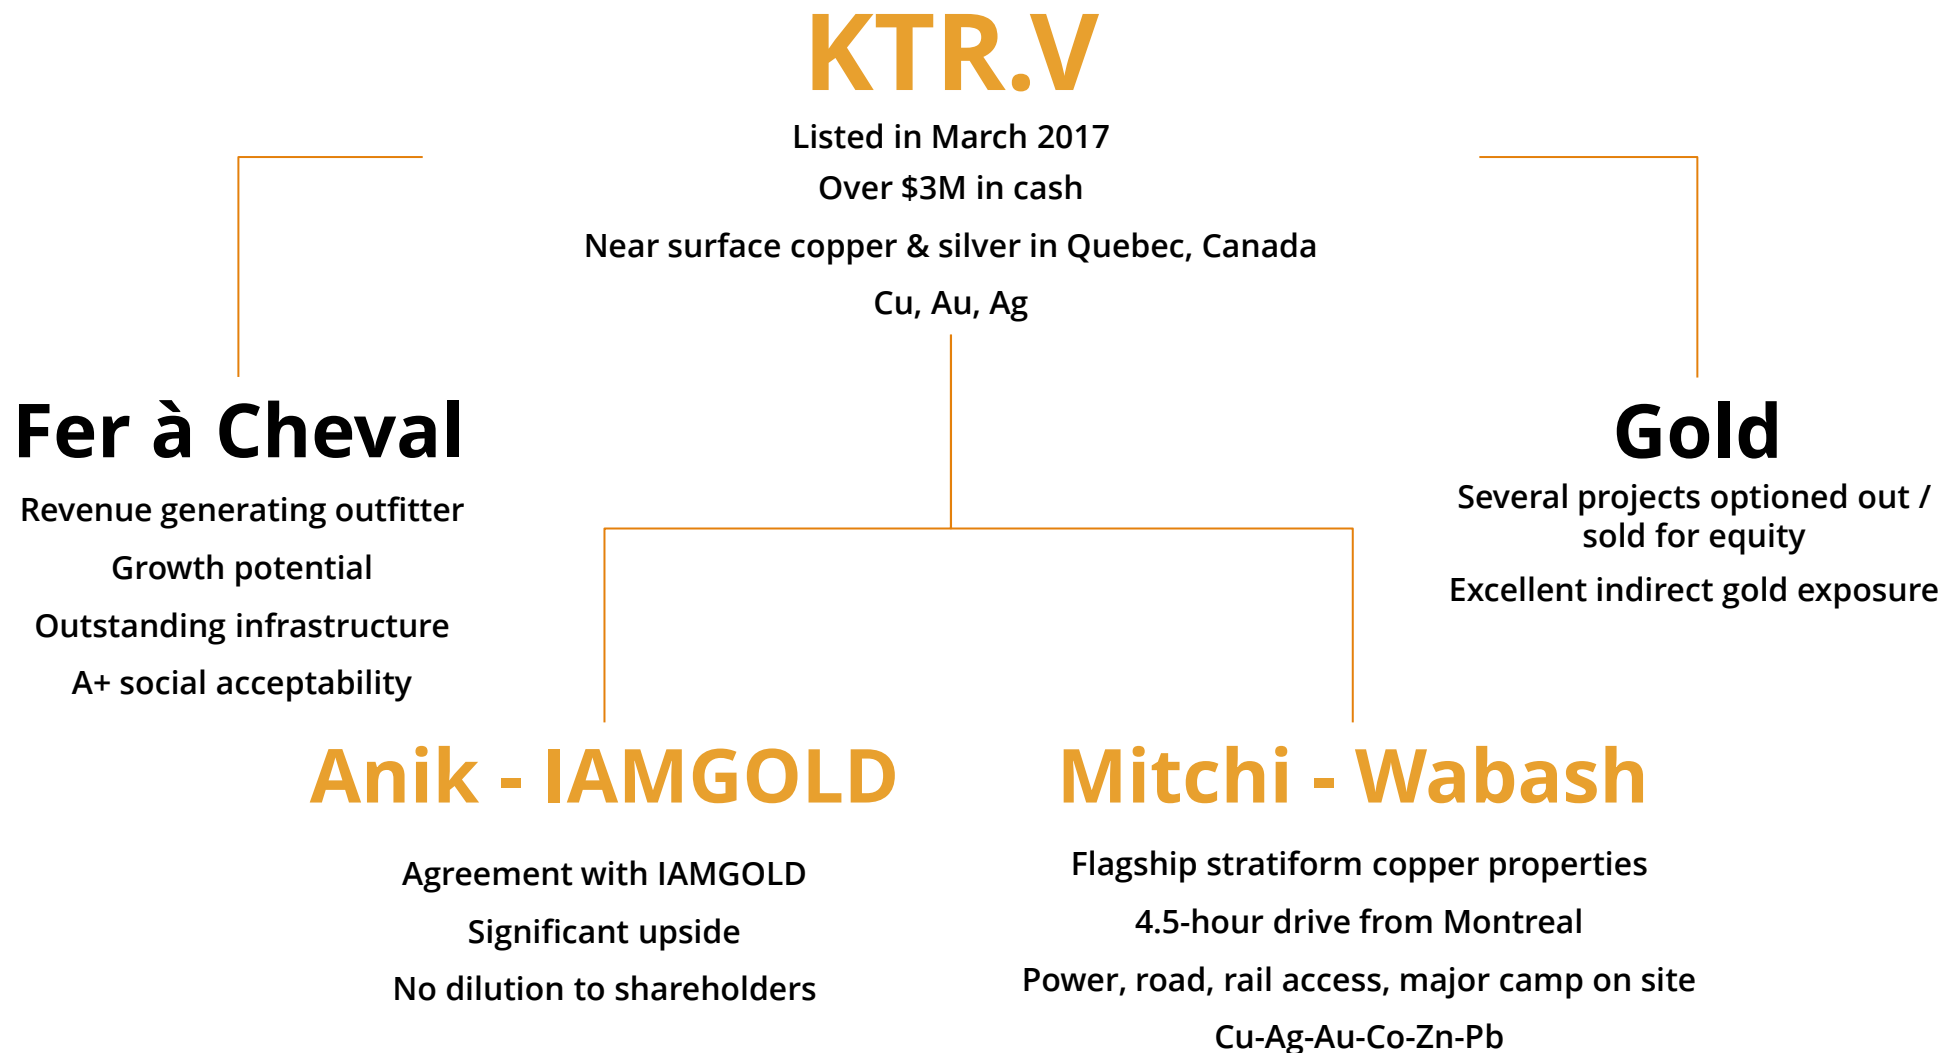 KTR.V
Listed in March 2017
Over $3M in cash
Near surface copper & silver in Quebec, Canada
Cu, Au, Ag
Fer à Cheval
Revenue generating outfitter
Growth potential
Outstanding infrastructure
A+ social acceptability
Gold
Several projects optioned out /
sold for equity
Excellent indirect gold exposure
Anik - IAMGOLD
Agreement with IAMGOLD
Significant upside
No dilution to shareholders
Mitchi - Wabash
Flagship stratiform copper properties
4.5-hour drive from Montreal
Power, road, rail access, major camp on site
Cu-Ag-Au-Co-Zn-Pb